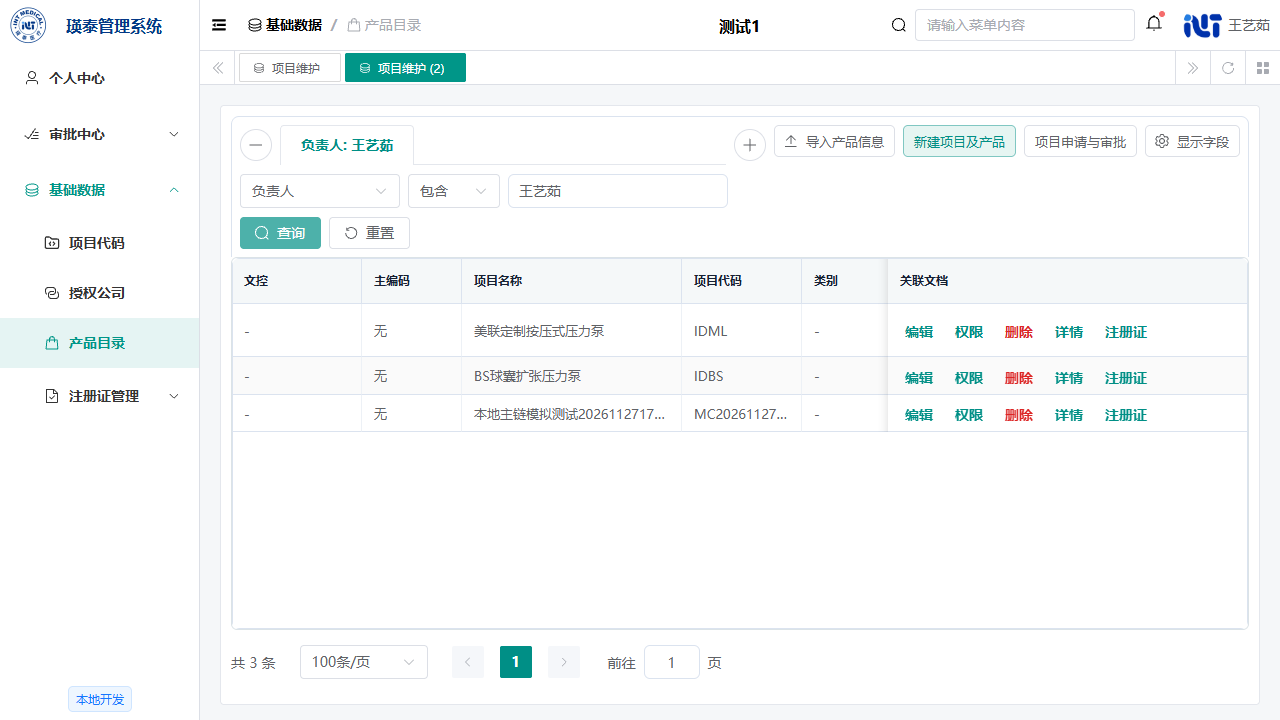 瑛泰管理系统
基础数据 / 产品目录
测试1
请输入菜单内容
王艺茹
个人中心
审批中心
基础数据
项目代码
授权公司
产品目录
注册证管理
本地开发
项目维护
项目维护 (2)
负责人: 王艺茹
导入产品信息
新建项目及产品
项目申请与审批
显示字段
负责人
包含
王艺茹
查询
重置
文控 主编码 项目名称 项目代码 类别 关联文档
- 无 美联定制按压式压力泵 IDML - 编辑 权限 删除 详情 注册证
- 无 BS球囊扩张压力泵 IDBS - 编辑 权限 删除 详情 注册证
- 无 本地主链模拟测试2026112717... MC20261127... - 编辑 权限 删除 详情 注册证
共 3 条 100条/页 1 前往 1 页